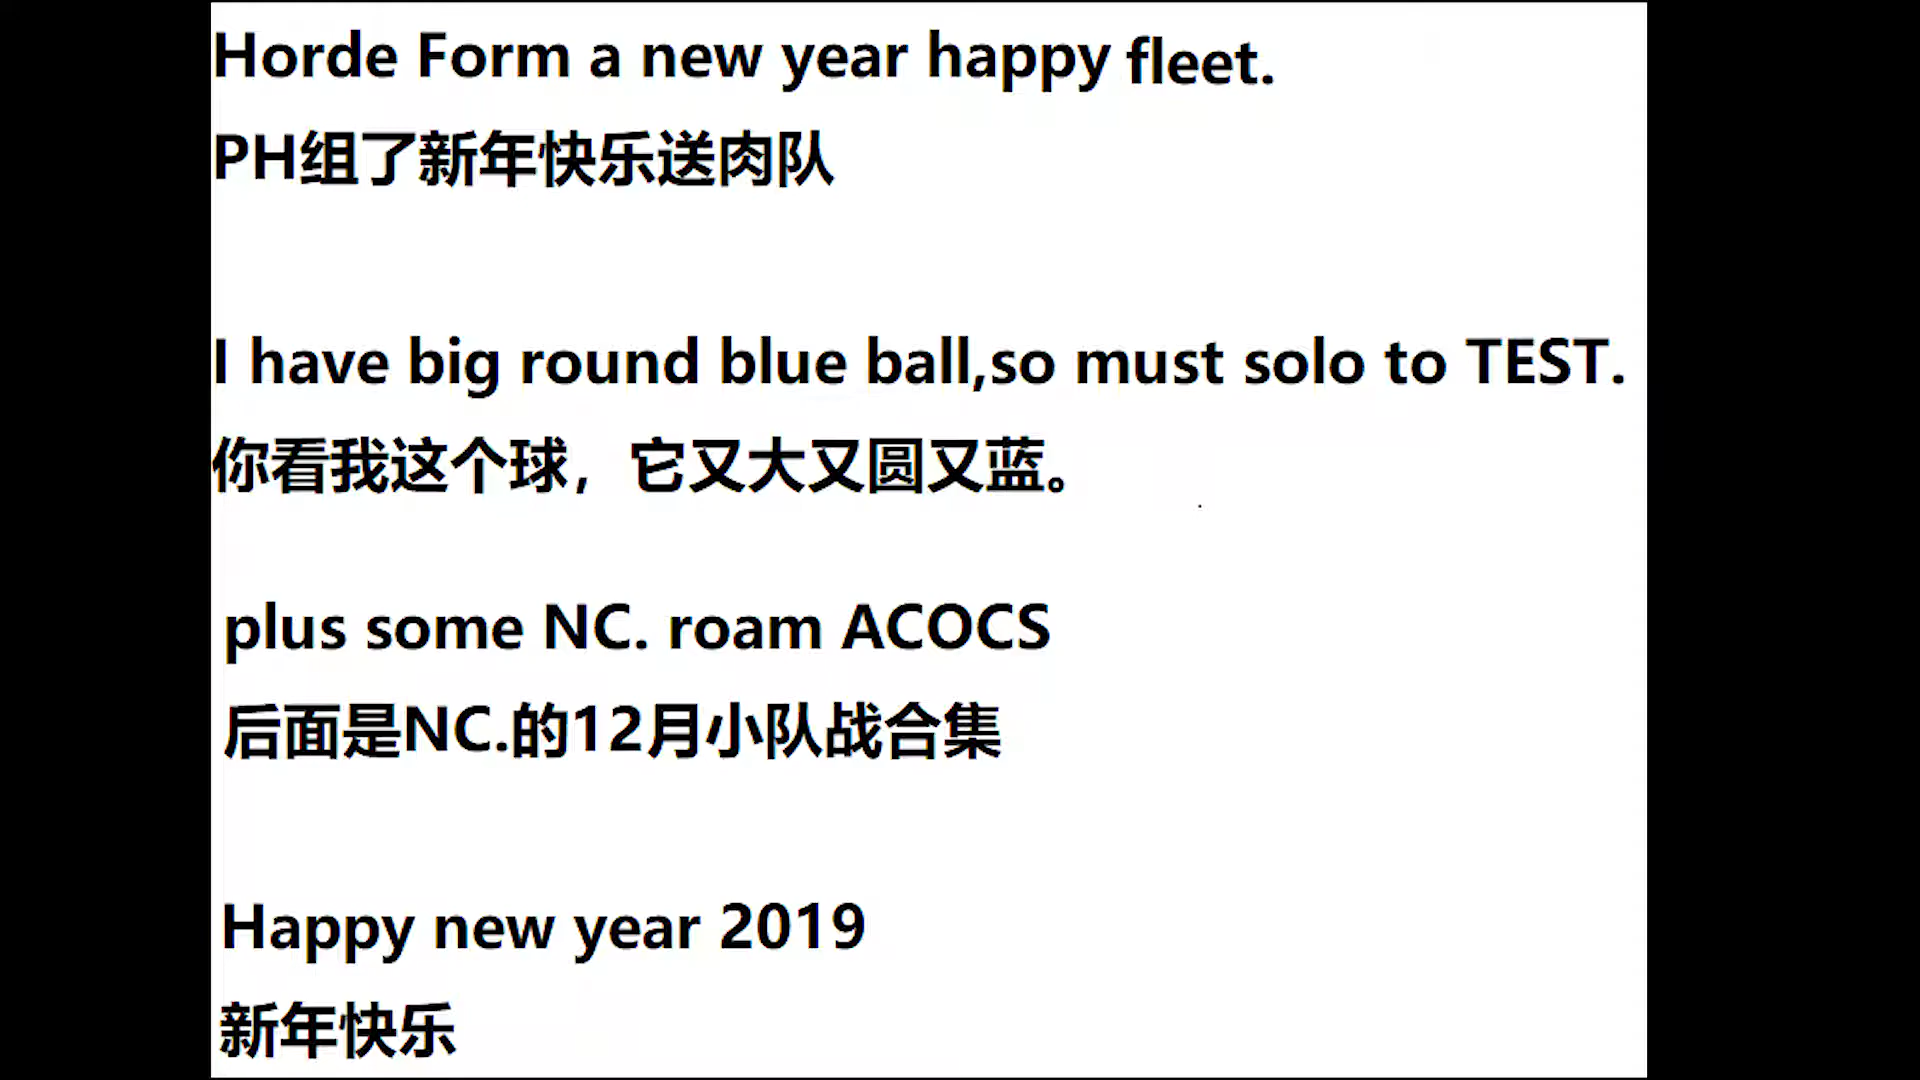 Horde Form a new year happy fleet.
PH组了新年快乐送肉队
I have big round blue ball,so must solo to TEST.
你看我这个球，它又大又圆又蓝。
plus some NC. roam ACOCS
后面是NC.的12月小队战合集
Happy new year 2019
新年快乐